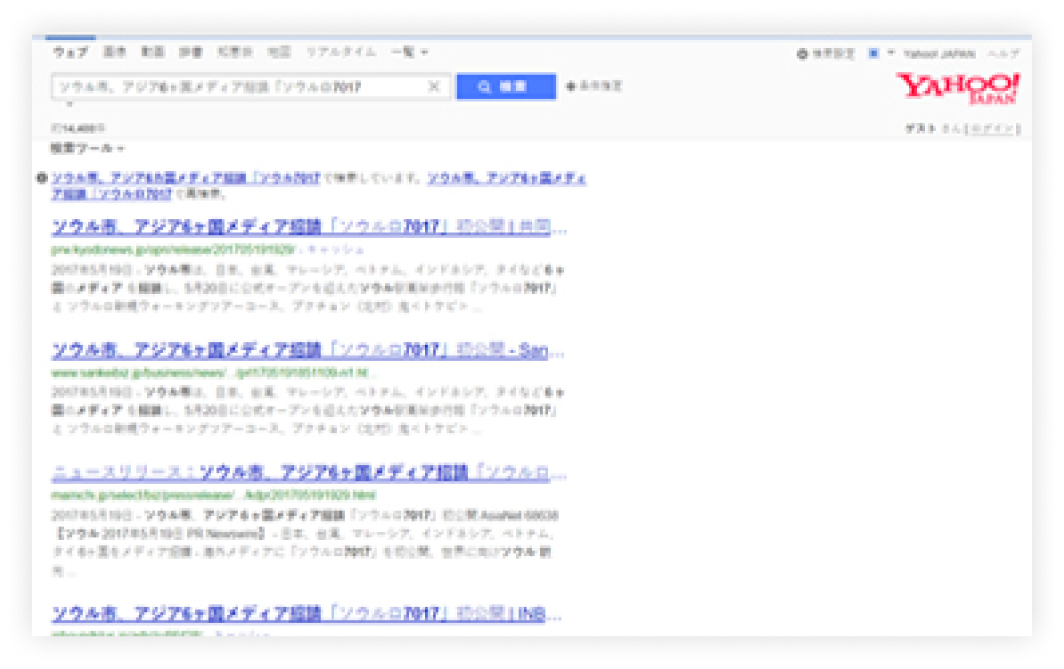 ウェブ 画像 動画 辞書 知恵袋 地図 リアルタイム 一覧
検索設定 Yahoo! JAPAN ヘルプ
ソウル市、アジア6ヶ国メディア招請「ソウルロ7017 検索 条件指定
YAHOO! JAPAN
約14,400件
ゲスト さん [ログイン]
検索ツール
ソウル市、アジア6カ国メディア招請「ソウル7017 で検索しています。ソウル市、アジア6ヶ国メディ
ア招請「ソウルロ7017 で再検索。
ソウル市、アジア6ヶ国メディア招請「ソウルロ7017」初公開 | 共同...
prw.kyodonews.jp/opn/release/201705191929/ - キャッシュ
2017年5月19日 - ソウル市は、日本、台湾、マレーシア、ベトナム、インドネシア、タイなど6ヶ
国のメディアを招請し、5月20日に公式オープンを迎えたソウル駅高架歩行路「ソウルロ7017」
と ソウルロ新規ウォーキングツアーコース、プクチョン (北村) 鬼<トケビ> ...
ソウル市、アジア6ヶ国メディア招請「ソウルロ7017」初公開 - San...
www.sankeibiz.jp/business/news/.../prl1705191851109-n1.ht...
2017年5月19日 - ソウル市は、日本、台湾、マレーシア、ベトナム、インドネシア、タイなど6ヶ
国のメディアを招請し、5月20日に公式オープンを迎えたソウル駅高架歩行路「ソウルロ7017」
と ソウルロ新規ウォーキングツアーコース、プクチョン (北村) 鬼<トケビ> ...
ニュースリリース:ソウル市、アジア6ヶ国メディア招請「ソウルロ...
mainichi.jp/select/biz/pressrelease/.../kdp/201705191929.html
2017年5月19日 - ソウル市、アジア6ヶ国メディア招請「ソウルロ7017」初公開 AsiaNet 68638
【ソウル2017年5月19日 PR Newswire】 - 日本、台湾、マレーシア、インドネシア、ベトナム、
タイ6ヶ国をメディア招請 - 海外メディアに「ソウルロ7017」を初公開、世界に向けソウル 観
光 ...
ソウル市、アジア6ヶ国メディア招請「ソウルロ7017」初公開 | INB...